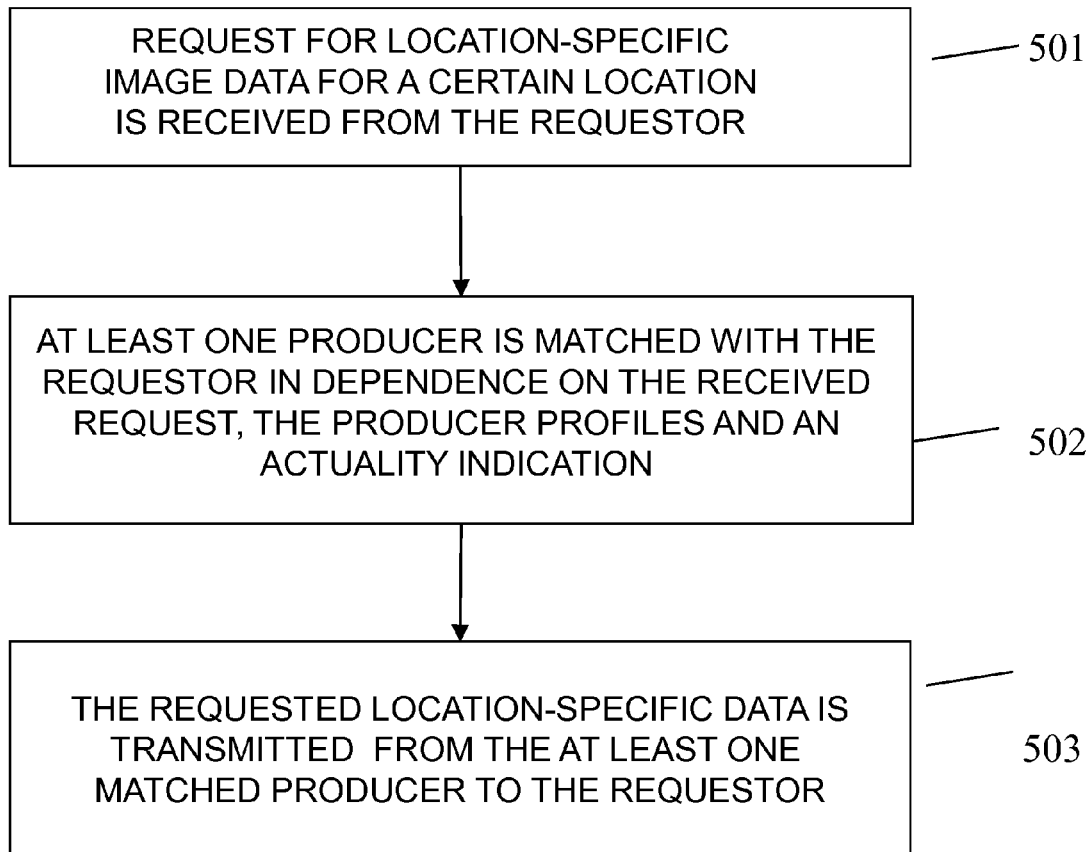 REQUEST FOR LOCATION-SPECIFIC
IMAGE DATA FOR A CERTAIN LOCATION
IS RECEIVED FROM THE REQUESTOR
501
AT LEAST ONE PRODUCER IS MATCHED WITH THE
REQUESTOR IN DEPENDENCE ON THE RECEIVED
REQUEST, THE PRODUCER PROFILES AND AN
ACTUALITY INDICATION
502
THE REQUESTED LOCATION-SPECIFIC DATA IS
TRANSMITTED FROM THE AT LEAST ONE
MATCHED PRODUCER TO THE REQUESTOR
503